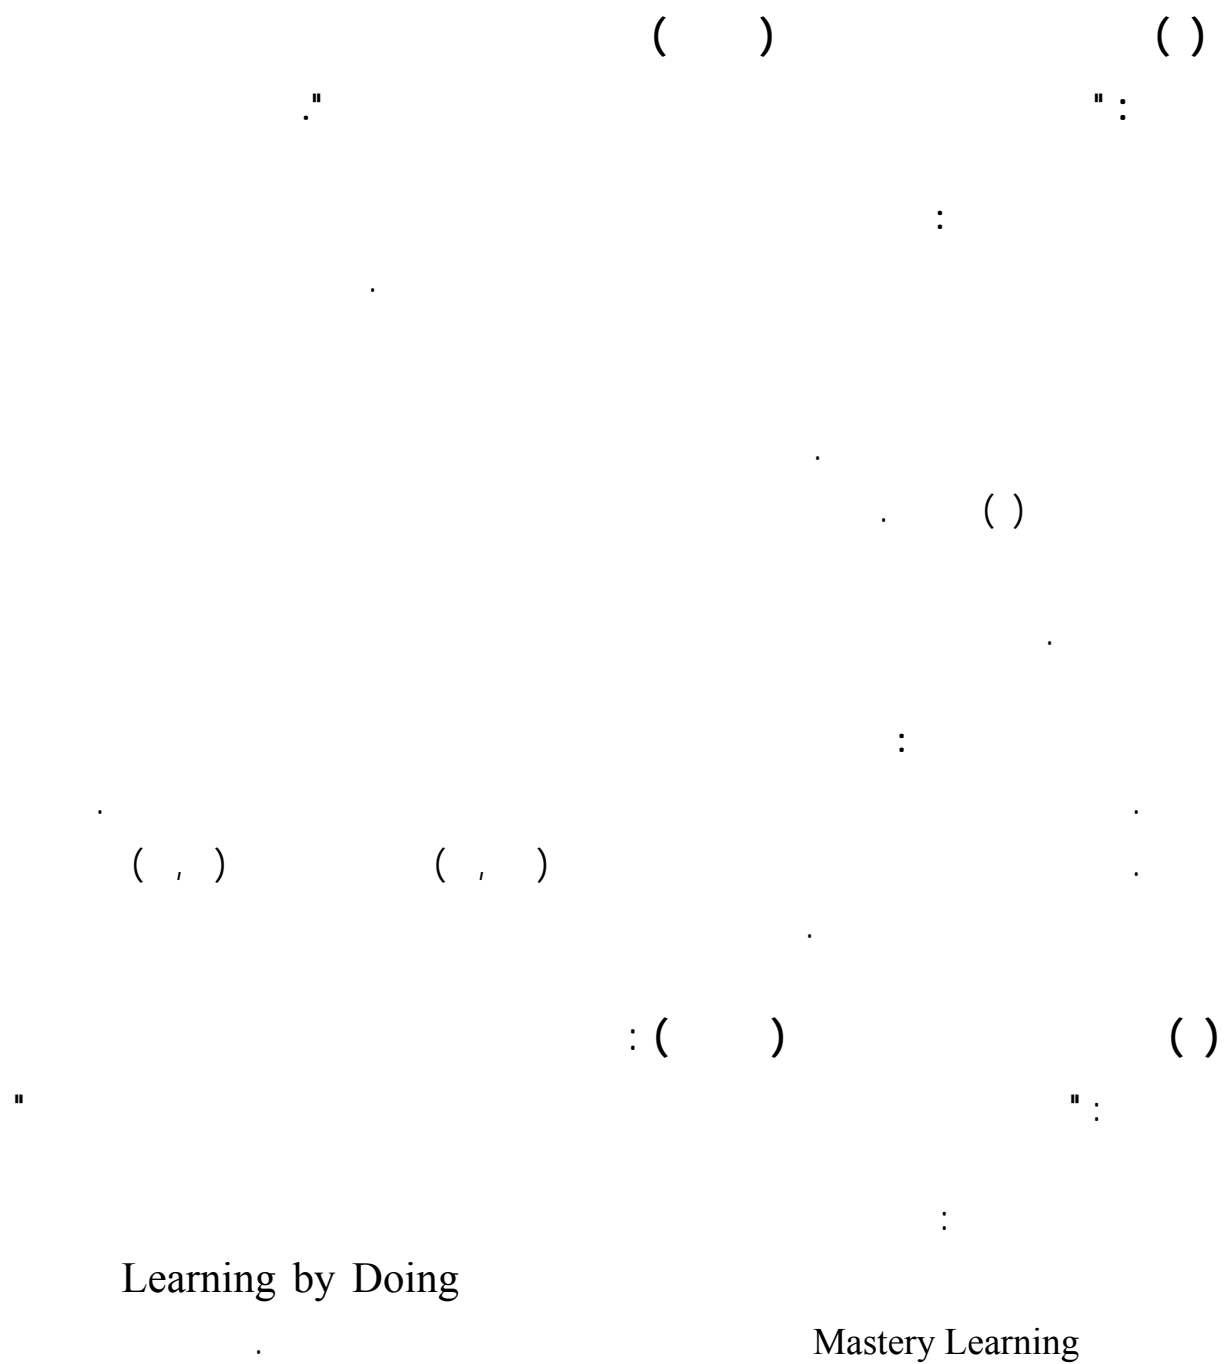 ( ) ( )
: " ".
:
.
.
( ) .
.
:
. .
. ( , ) ( , )
.
( ) ( ) :
: " "
:
Learning by Doing
Mastery Learning .